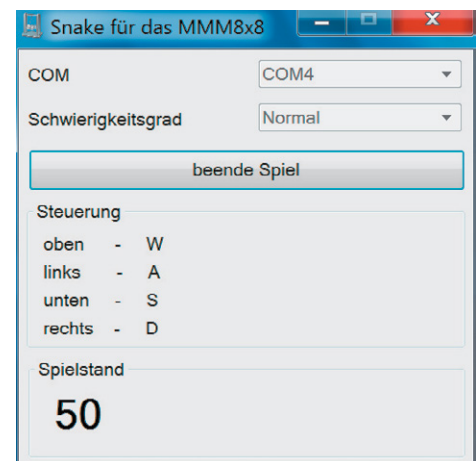 Snake für das MMM8x8
COM COM4
Schwierigkeitsgrad Normal
beende Spiel
Steuerung
oben - W
links - A
unten - S
rechts - D
Spielstand
50